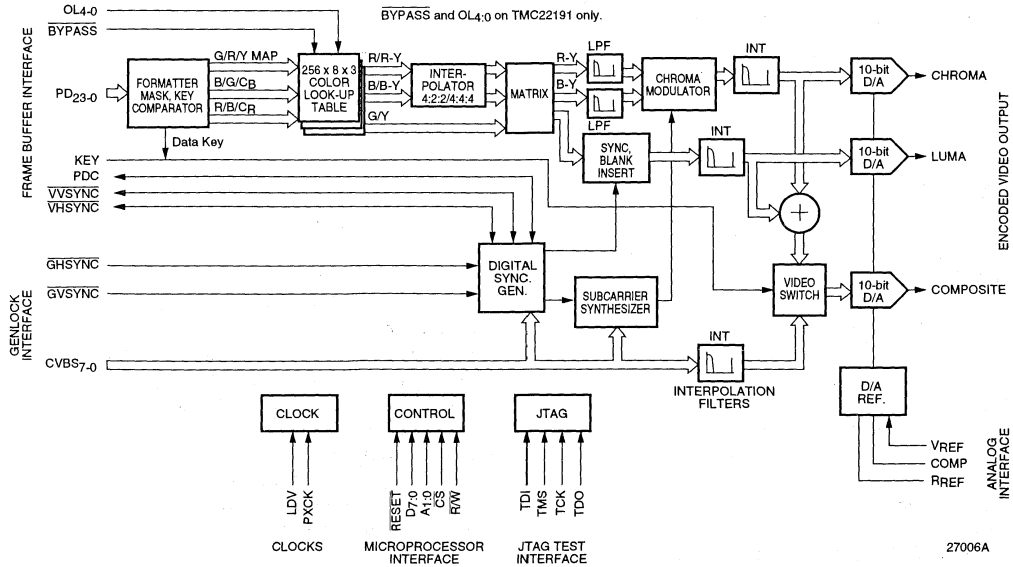 BYPASS and OL4:0 on TMC22191 only.
OL4-0
BYPASS
FRAME BUFFER INTERFACE
PD23-0
FORMATTER
MASK, KEY
COMPARATOR
G/R/Y MAP
B/G/CB
R/B/CR
Data Key
256 x 8 x 3
COLOR
LOOK-UP
TABLE
R/R-Y
B/B-Y
G/Y
INTER-
POLATOR
4:2:2/4:4:4
MATRIX
R-Y
B-Y
LPF
LPF
CHROMA
MODULATOR
INT
10-bit
D/A
CHROMA
SYNC,
BLANK
INSERT
INT
10-bit
D/A
LUMA
ENCODED VIDEO OUTPUT
KEY
PDC
VVSYNC
VHSYNC
+
GHSYNC
GVSYNC
GENLOCK
INTERFACE
CVBS7-0
DIGITAL
SYNC.
GEN.
SUBCARRIER
SYNTHESIZER
VIDEO
SWITCH
10-bit
D/A
COMPOSITE
INT
INTERPOLATION
FILTERS
D/A
REF.
VREF
COMP
RREF
ANALOG
INTERFACE
CLOCK
LDV
PXCK
CLOCKS
CONTROL
RESET
D7:0
A1:0
CS
R/W
MICROPROCESSOR
INTERFACE
JTAG
TDI
TMS
TCK
TDO
JTAG TEST
INTERFACE
27006A